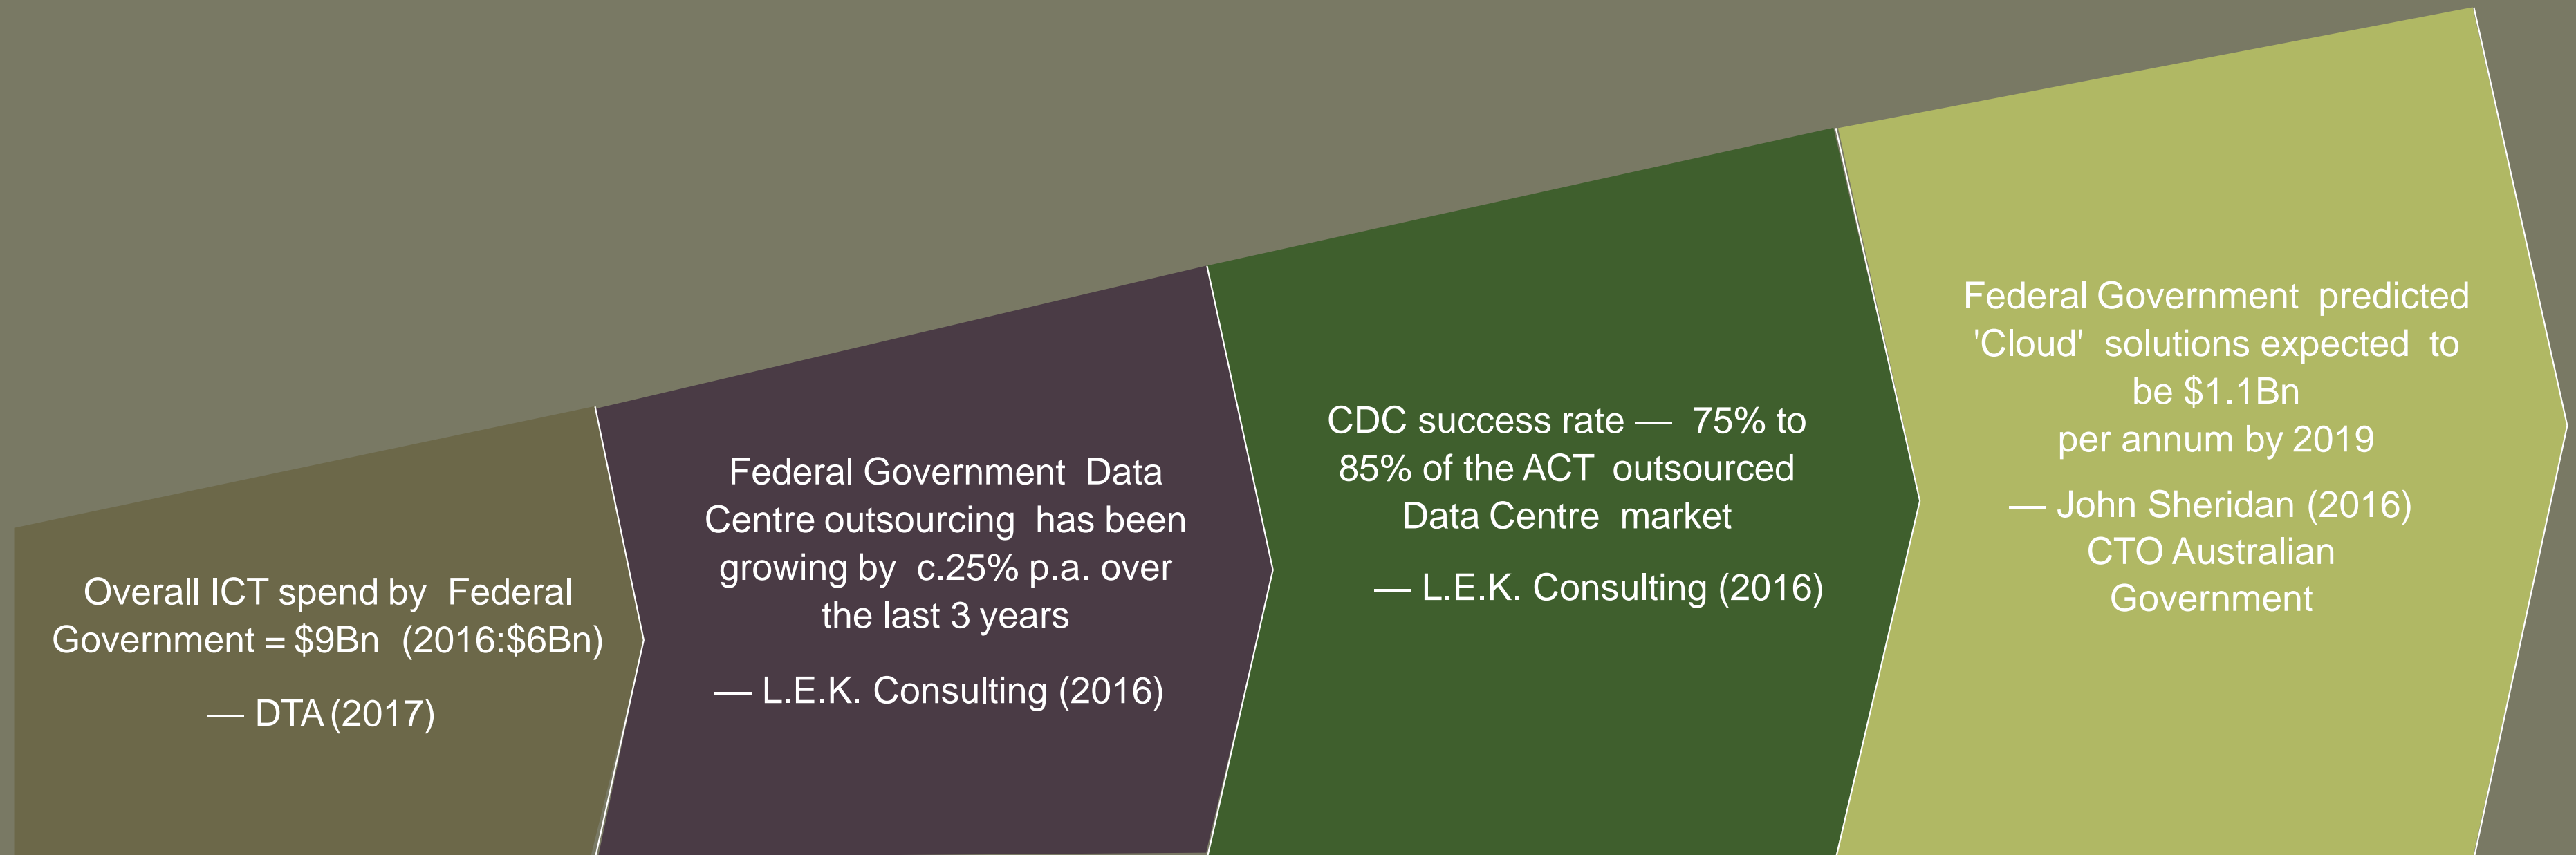 Overall ICT spend by Federal
Government = $9Bn (2016:$6Bn)
— DTA (2017)
Federal Government Data
Centre outsourcing has been
growing by c.25% p.a. over
the last 3 years
— L.E.K. Consulting (2016)
CDC success rate — 75% to
85% of the ACT outsourced
Data Centre market
— L.E.K. Consulting (2016)
Federal Government predicted
'Cloud' solutions expected to
be $1.1Bn
per annum by 2019
— John Sheridan (2016)
CTO Australian
Government